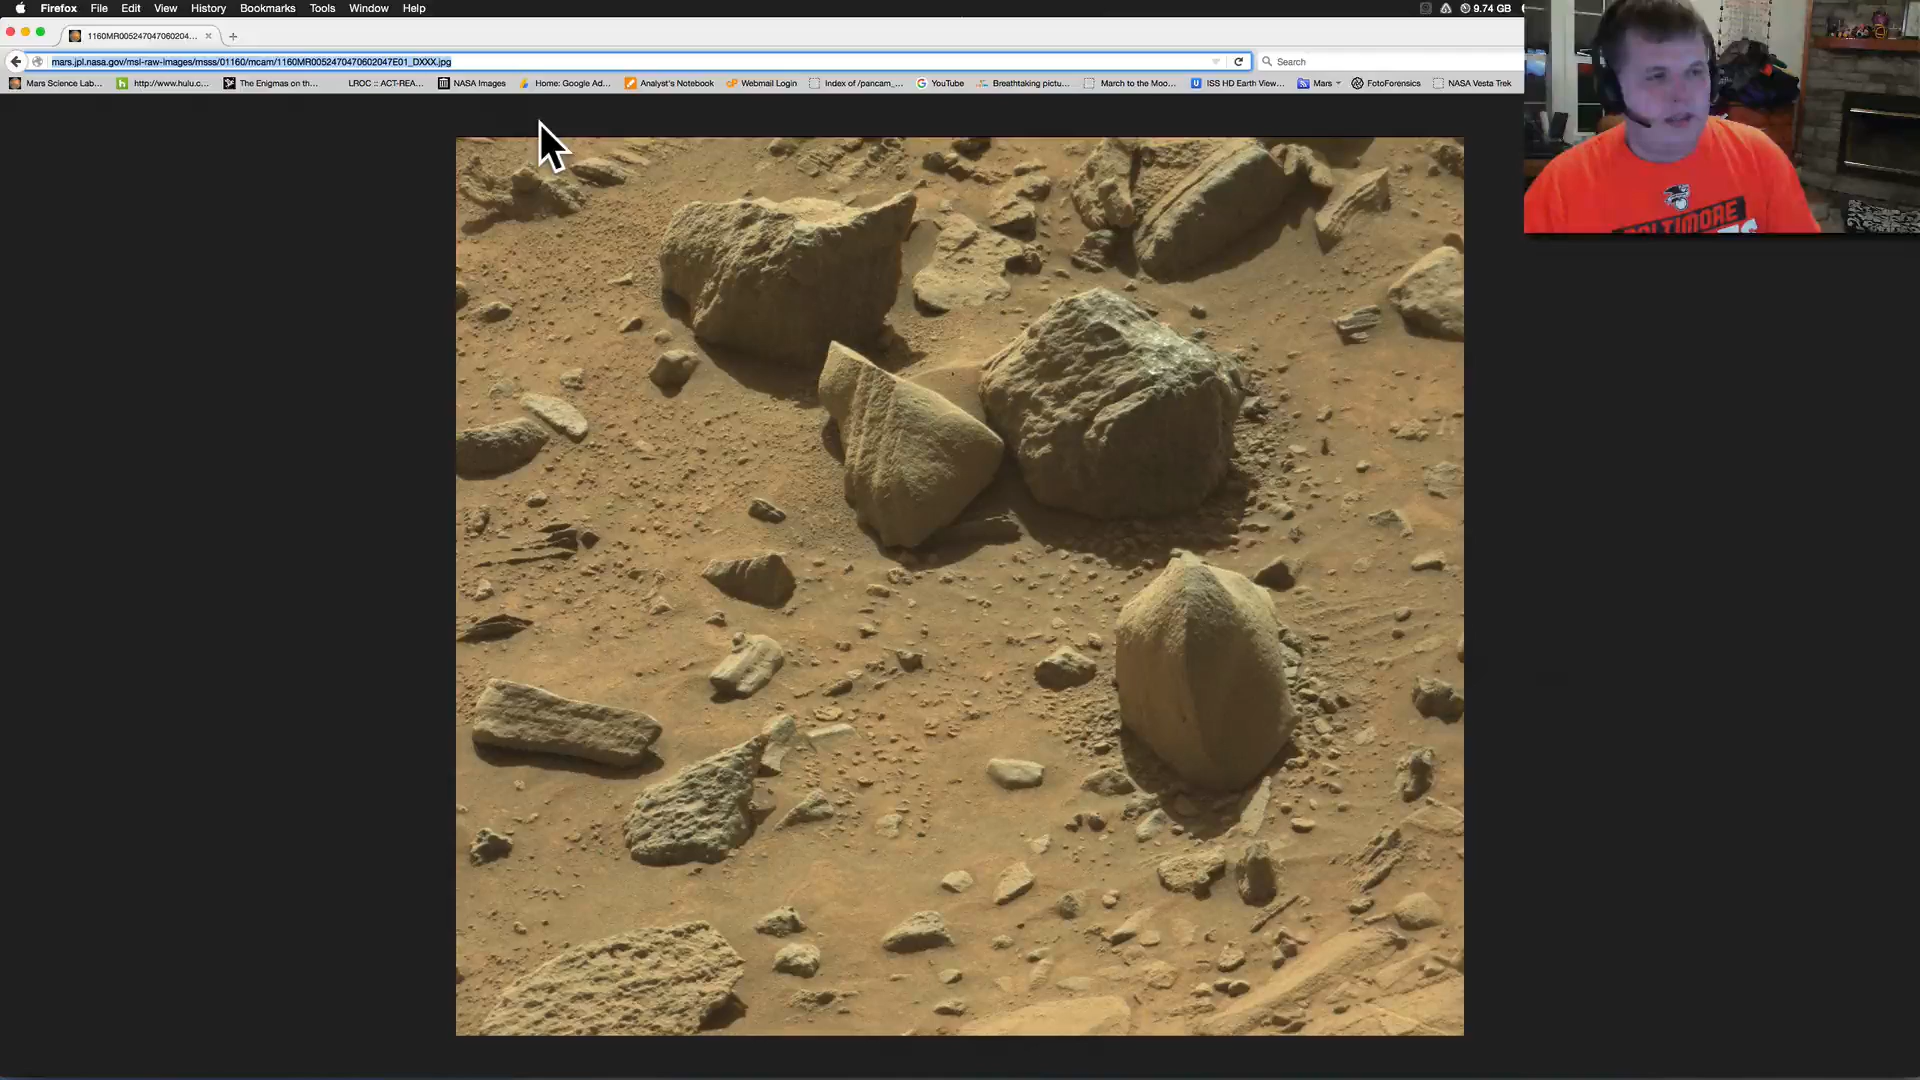 Firefox File Edit View History Bookmarks Tools Window Help 9.74 GB
1160MR0052470470602​04...
mars.jpl.nasa.gov/msl-raw-images/msss/01160/mcam/1160MR0052470470602047E01_DXXX.jpg Search
Mars Science Lab... http://www.hulu.c... The Enigmas on th... LROC :: ACT-REA... NASA Images Home: Google Ad... Analyst's Notebook Webmail Login Index of /pancam_... YouTube Breathtaking pictu... March to the Moo... ISS HD Earth View... Mars FotoForensics NASA Vesta Trek
BALTIMORE